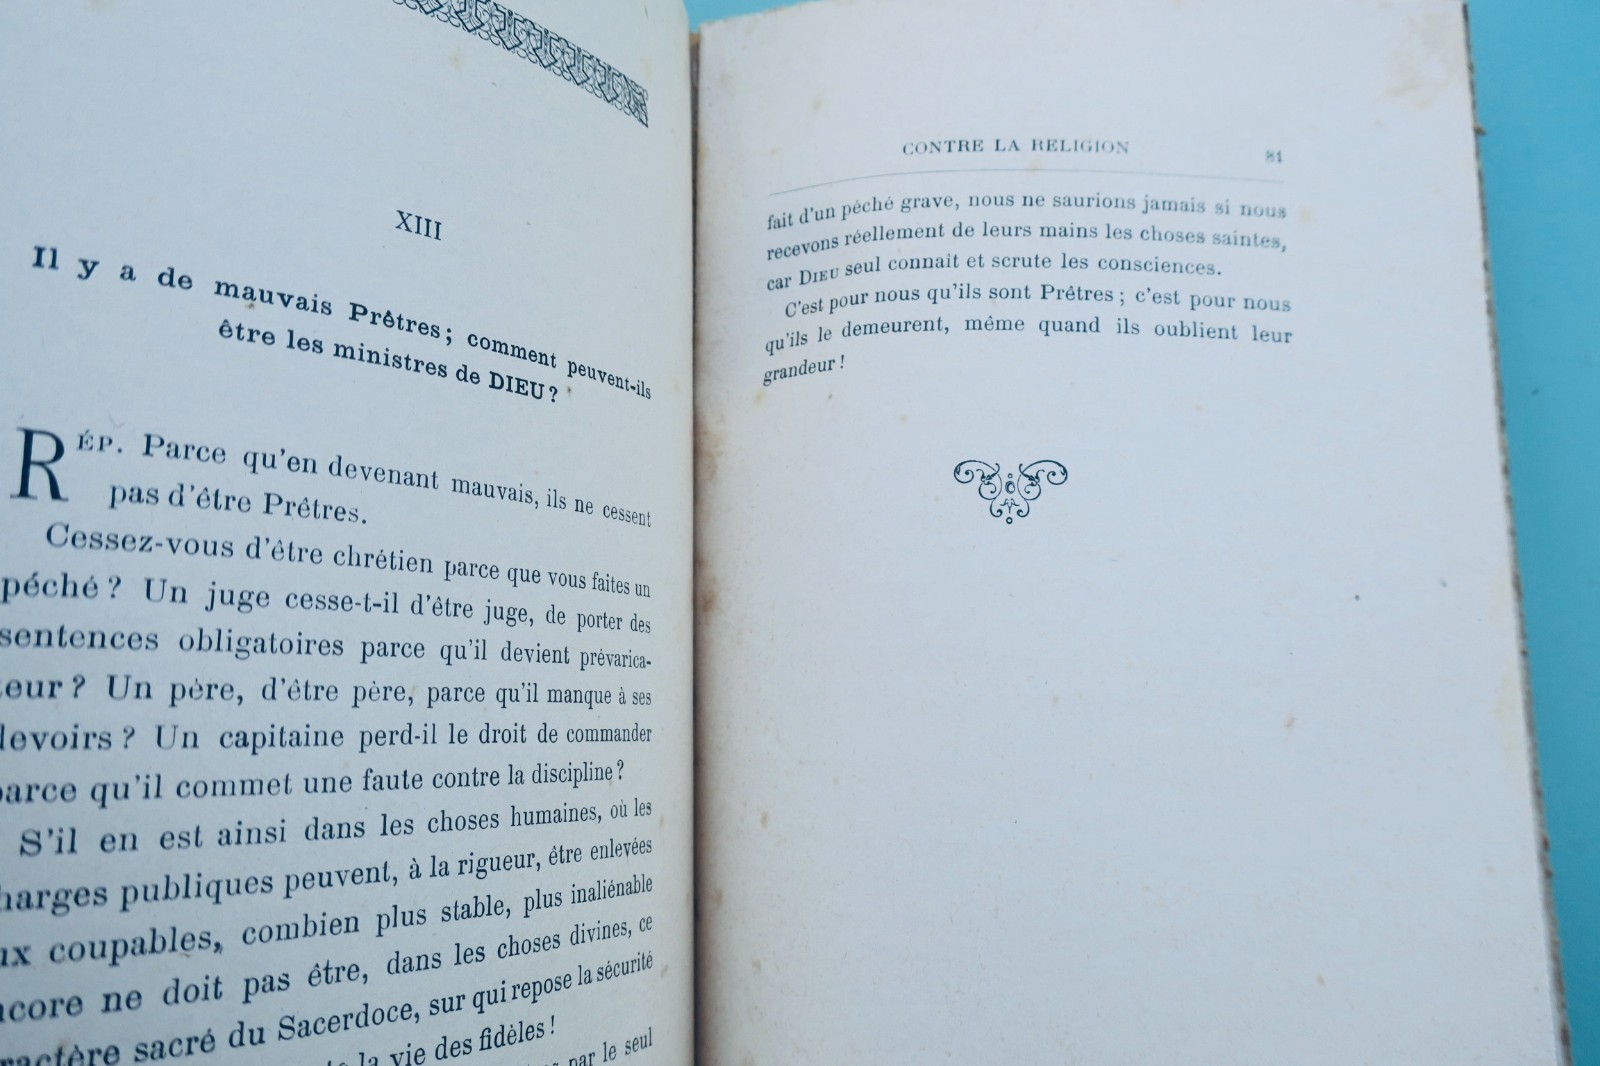 XIII
Il y a de mauvais Prêtres; comment peuvent-ils
être les ministres de DIEU?
RÉP. Parce qu'en devenant mauvais, ils ne cessent
pas d'être Prêtres.
Cessez-vous d'être chrétien parce que vous faites un
péché? Un juge cesse-t-il d'être juge, de porter des
sentences obligatoires parce qu'il devient prévarica-
teur? Un père, d'être père, parce qu'il manque à ses
devoirs? Un capitaine perd-il le droit de commander
parce qu'il commet une faute contre la discipline?
S'il en est ainsi dans les choses humaines, où les
harges publiques peuvent, à la rigueur, être enlevées
ux coupables, combien plus stable, plus inaliénable
ncore ne doit pas être, dans les choses divines, ce
ractère sacré du Sacerdoce, sur qui repose la sécurité
la vie des fidèles!
par le seul
CONTRE LA RELIGION 81
fait d'un péché grave, nous ne saurions jamais si nous
recevons réellement de leurs mains les choses saintes,
car DIEU seul connait et scrute les consciences.
C'est pour nous qu'ils sont Prêtres; c'est pour nous
qu'ils le demeurent, même quand ils oublient leur
grandeur!